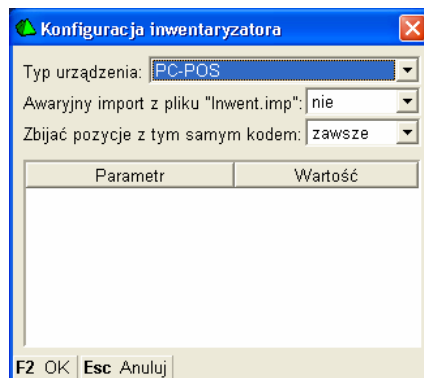 Konfiguracja inwentaryzatora
Typ urządzenia: PC-POS
Awaryjny import z pliku "Inwent.imp": nie
Zbijać pozycje z tym samym kodem: zawsze
Parametr Wartość
F2 OK Esc Anuluj